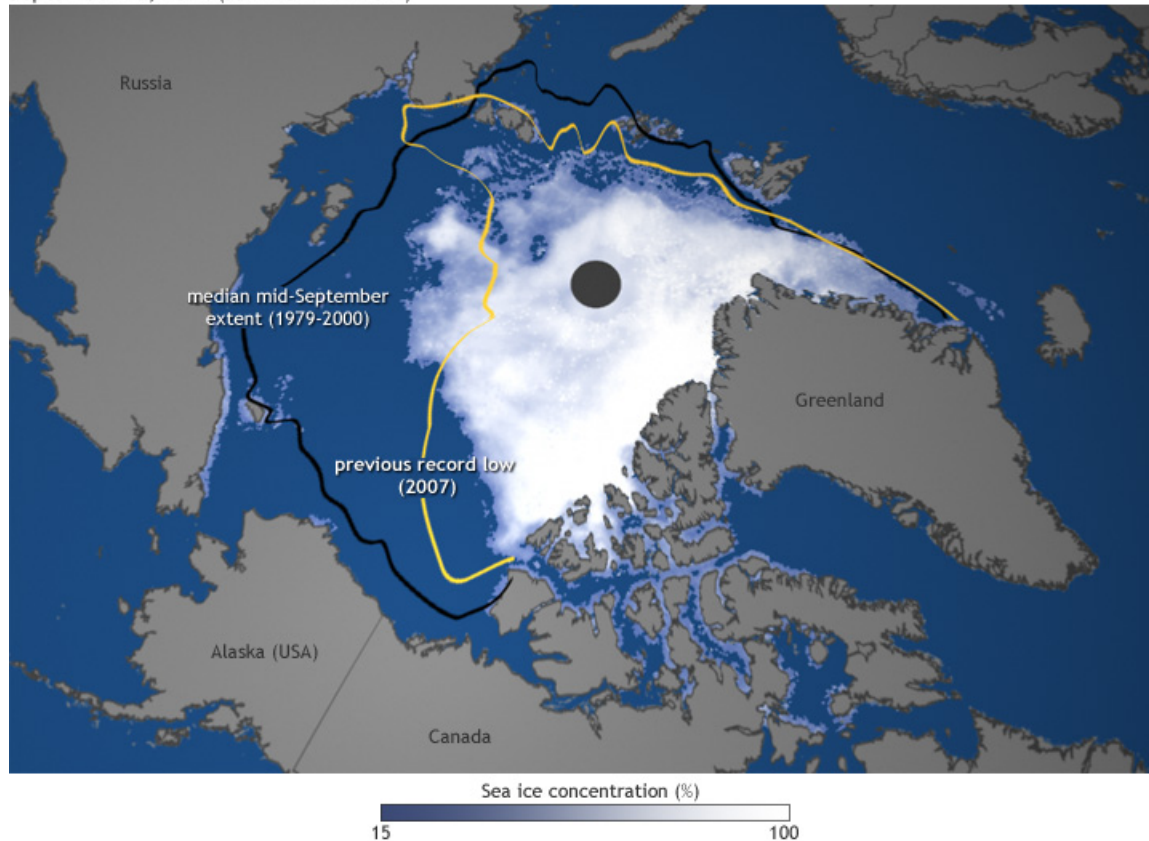 Russia
median mid-September
extent (1979-2000)
Greenland
previous record low
(2007)
Alaska (USA)
Canada
Sea ice concentration (%)
15
100